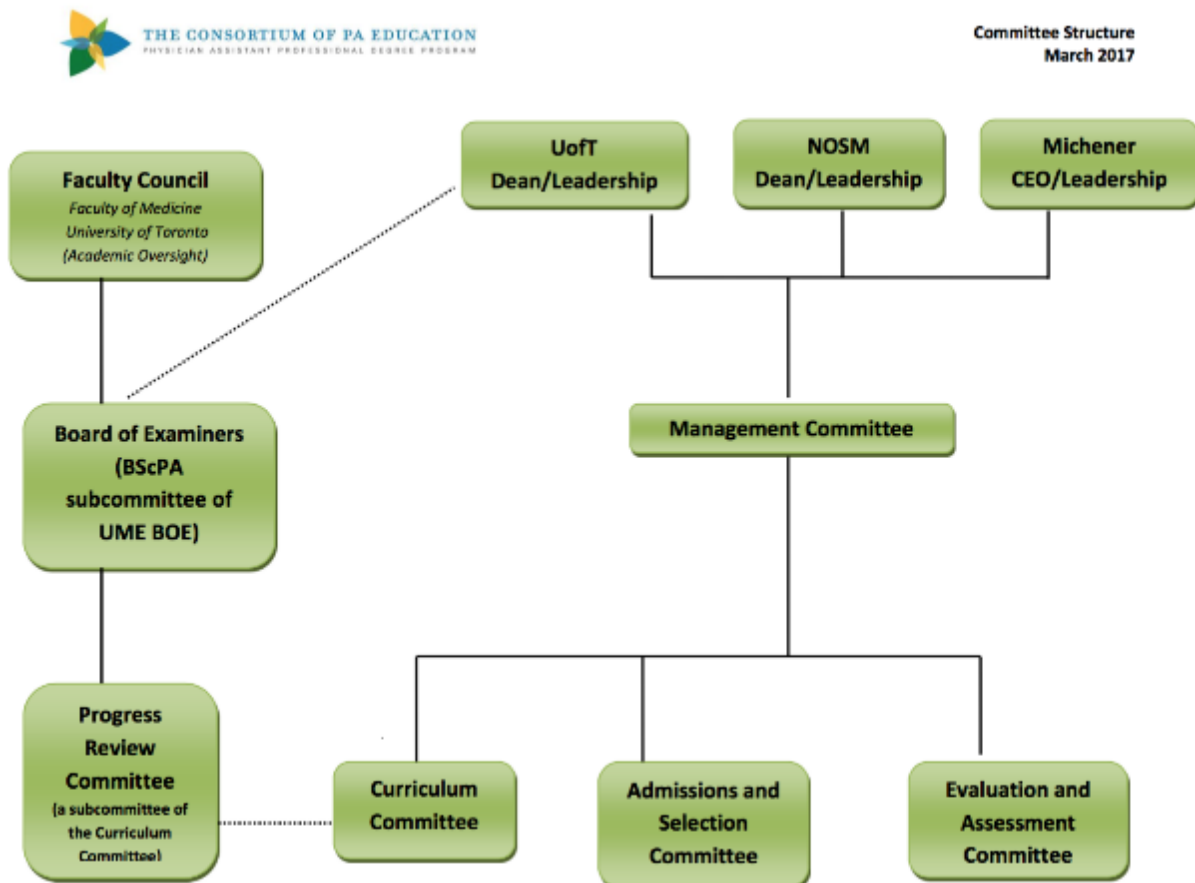 THE CONSORTIUM OF PA EDUCATION
PHYSICIAN ASSISTANT PROFESSIONAL DEGREE PROGRAM
Committee Structure
March 2017
UofT
Dean/Leadership
NOSM
Dean/Leadership
Michener
CEO/Leadership
Faculty Council
Faculty of Medicine
University of Toronto
(Academic Oversight)
Board of Examiners
(BScPA
subcommittee of
UME BOE)
Management Committee
Progress
Review
Committee
(a subcommittee of
the Curriculum
Committee)
Curriculum
Committee
Admissions and
Selection
Committee
Evaluation and
Assessment
Committee